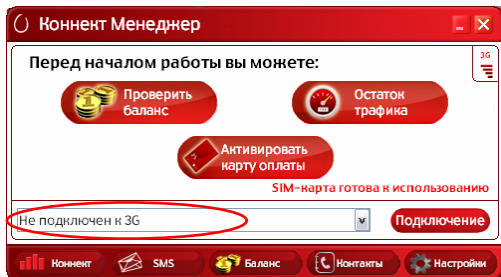 Коннект Менеджер
3G
Перед началом работы вы можете:
Проверить
баланс
Остаток
трафика
Активировать
карту оплаты
SIM-карта готова к использованию
Не подключен к 3G
Подключение
Коннект
SMS
Баланс
Контакты
Настройки